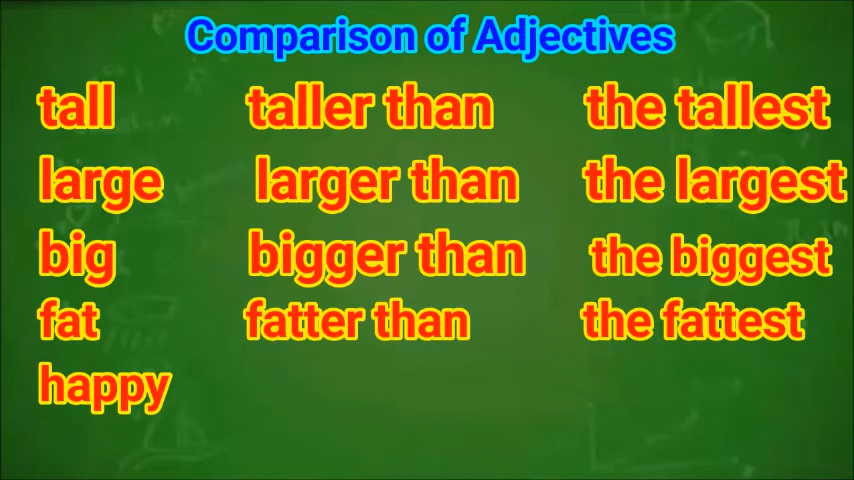 Comparison of Adjectives
tall taller than the tallest
large larger than the largest
big bigger than the biggest
fat fatter than the fattest
happy